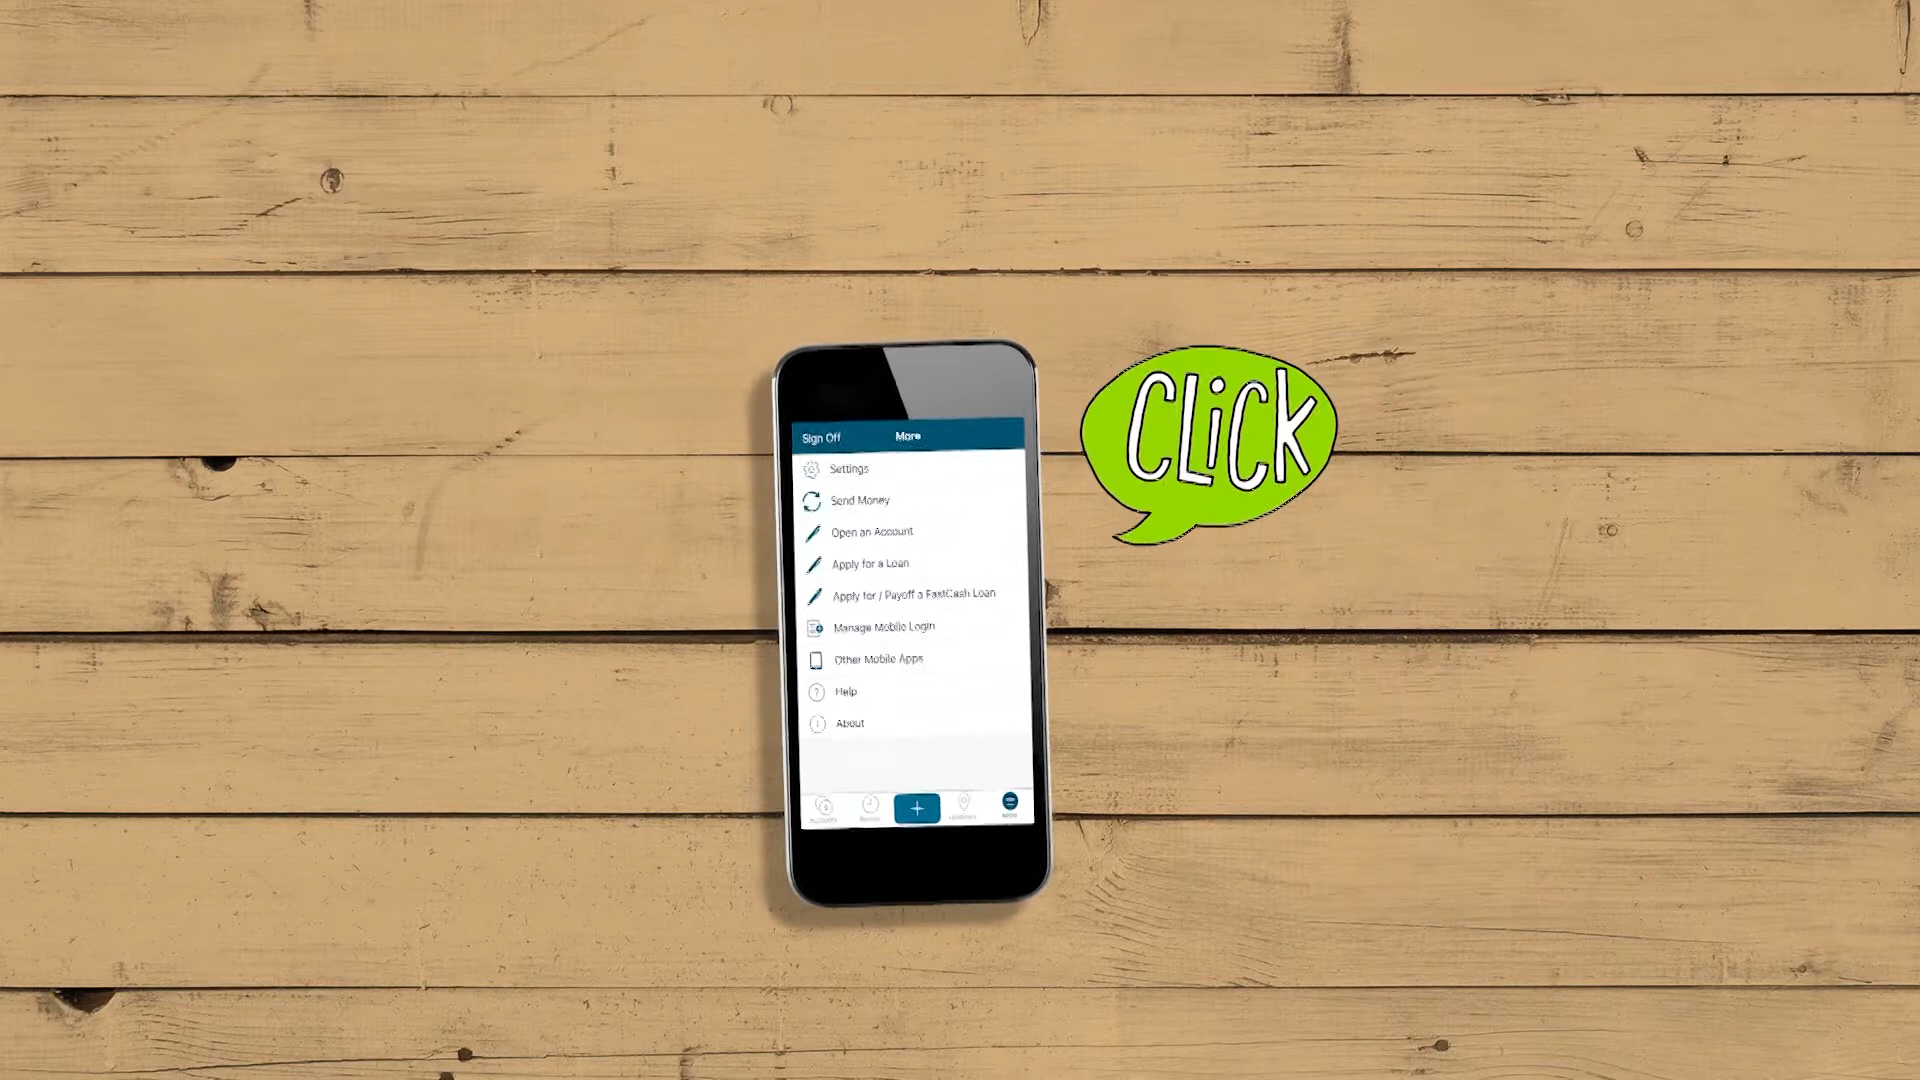 Sign Off More
Settings
Send Money
Open an Account
Apply for a Loan
Apply for / Payoff a FastCash Loan
Manage Mobile Login
Other Mobile Apps
Help
About
More
CLiCK